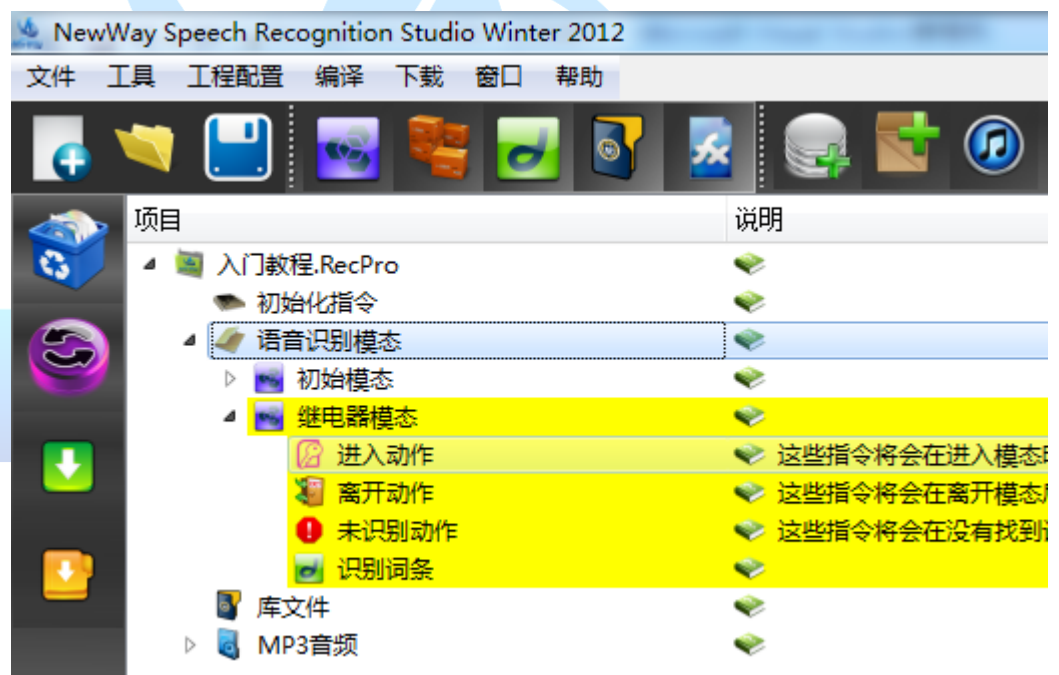 NewWay Speech Recognition Studio Winter 2012
文件 工具 工程配置 编译 下载 窗口 帮助
项目 说明
入门教程.RecPro
初始化指令
语音识别模态
初始模态
继电器模态
进入动作 这些指令将会在进入模态
离开动作 这些指令将会在离开模态
未识别动作 这些指令将会在没有找到
识别词条
库文件
MP3音频